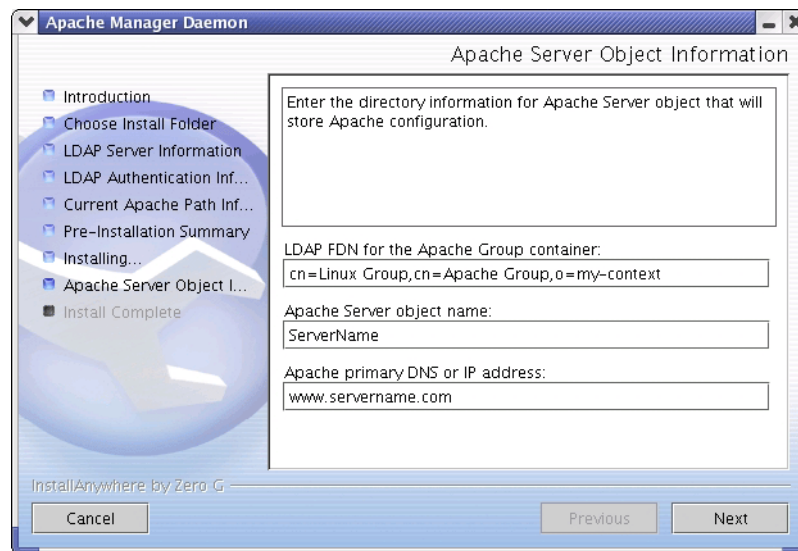 Apache Manager Daemon
Apache Server Object Information
Introduction
Choose Install Folder
LDAP Server Information
LDAP Authentication Inf...
Current Apache Path Inf...
Pre-Installation Summary
Installing...
Apache Server Object I...
Install Complete
Enter the directory information for Apache Server object that will
store Apache configuration.
LDAP FDN for the Apache Group container:
cn=Linux Group,cn=Apache Group,o=my-context
Apache Server object name:
ServerName
Apache primary DNS or IP address:
www.servername.com
InstallAnywhere by Zero G
Cancel
Previous
Next